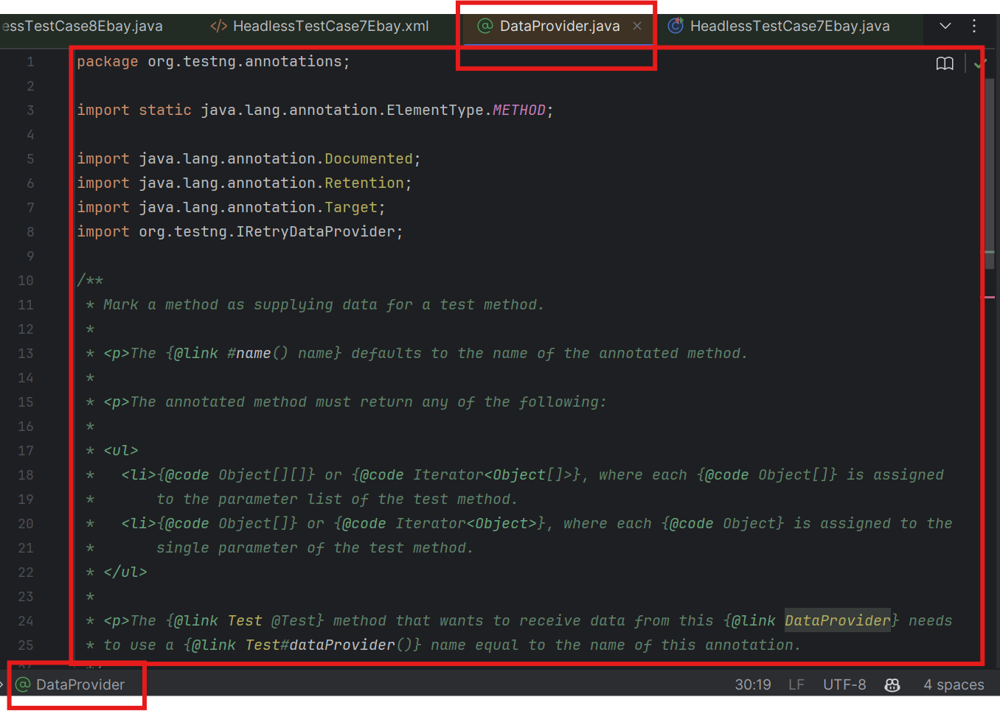 essTestCase8Ebay.java </> HeadlessTestCase7Ebay.xml @ DataProvider.java × HeadlessTestCase7Ebay.java
1 package org.testng.annotations;
2
3 import static java.lang.annotation.ElementType.METHOD;
4
5 import java.lang.annotation.Documented;
6 import java.lang.annotation.Retention;
7 import java.lang.annotation.Target;
8 import org.testng.IRetryDataProvider;
9
10 /**
11 * Mark a method as supplying data for a test method.
12 *
13 * <p>The {@link #name() name} defaults to the name of the annotated method.
14 *
15 * <p>The annotated method must return any of the following:
16 *
17 * <ul>
18 *   <li>{@code Object[][]} or {@code Iterator<Object[]>}, where each {@code Object[]} is assigned
19 *       to the parameter list of the test method.
20 *   <li>{@code Object[]} or {@code Iterator<Object>}, where each {@code Object} is assigned to the
21 *       single parameter of the test method.
22 * </ul>
23 *
24 * <p>The {@link Test @Test} method that wants to receive data from this {@link DataProvider} needs
25 * to use a {@link Test#dataProvider()} name equal to the name of this annotation.
@ DataProvider 30:19 LF UTF-8 4 spaces